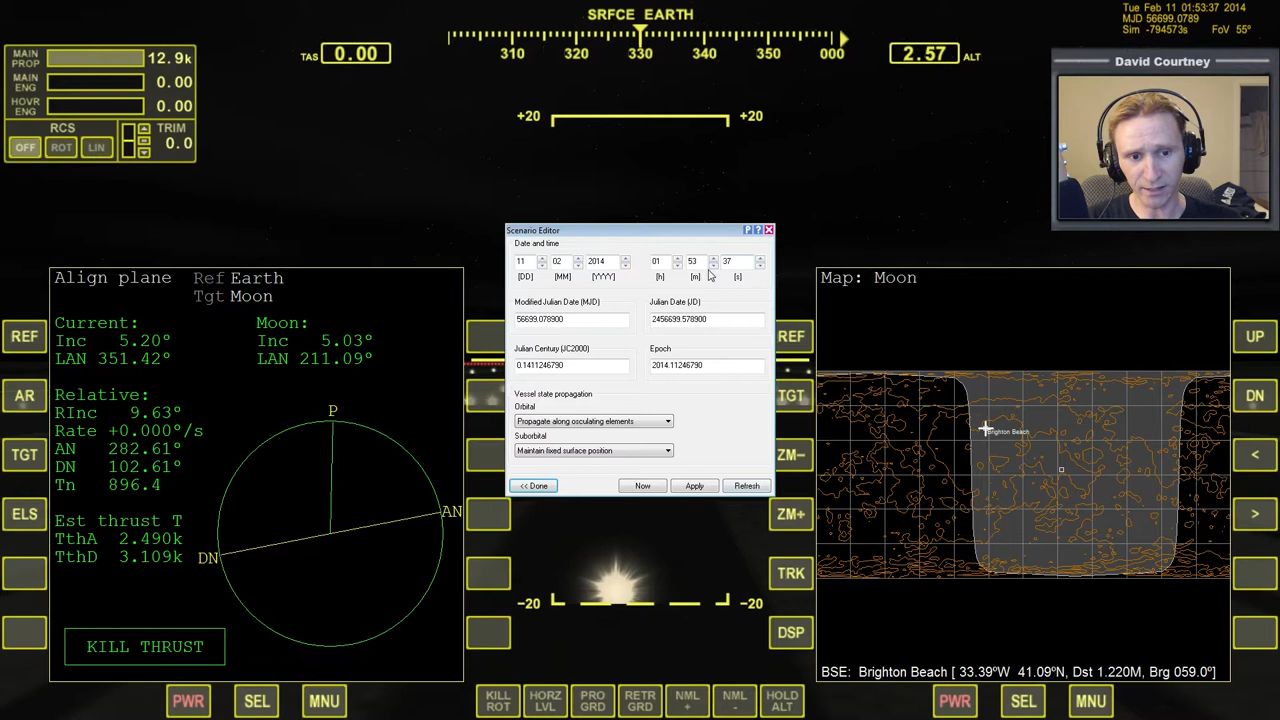 SRFCE EARTH
310 320 330 340 350 000
TAS 0.00
2.57 ALT
Tue Feb 11 01:53:37 2014
MJD 56699.0789
Sim -794573s FoV 55°
David Courtney
MAIN PROP 12.9k
MAIN ENG 0.00
HOVR ENG 0.00
RCS
TRIM
OFF ROT LIN
0.0
+20 +20
Scenario Editor
P ? X
Date and time
11 02 2014 01 53 37
[DD] [MM] [YYYY] [h] [m] [s]
Modified Julian Date (MJD) Julian Date (JD)
56699.078900 2456699.578900
Julian Century (JC2000) Epoch
0.1411246790 2014.11246790
Vessel state propagation
Orbital
Propagate along osculating elements
Suborbital
Maintain fixed surface position
<< Done Now Apply Refresh
Align plane Ref Earth
Tgt Moon
Current: Moon:
Inc 5.20° Inc 5.03°
LAN 351.42° LAN 211.09°
Relative:
RInc 9.63°
Rate +0.000°/s
AN 282.61°
DN 102.61°
Tn 896.4
Est thrust T
TthA 2.490k
TthD 3.109k
KILL THRUST
P
AN
DN
REF
AR
TGT
ELS
REF
TGT
ZM-
ZM+
TRK
DSP
Map: Moon
Brighton Beach
BSE: Brighton Beach [ 33.39ºW 41.09ºN, Dst 1.220M, Brg 059.0º]
UP
DN
<
>
-20 -20
PWR SEL MNU
KILL ROT
HORZ LVL
PRO GRD
RETR GRD
NML +
NML -
HOLD ALT
PWR SEL MNU